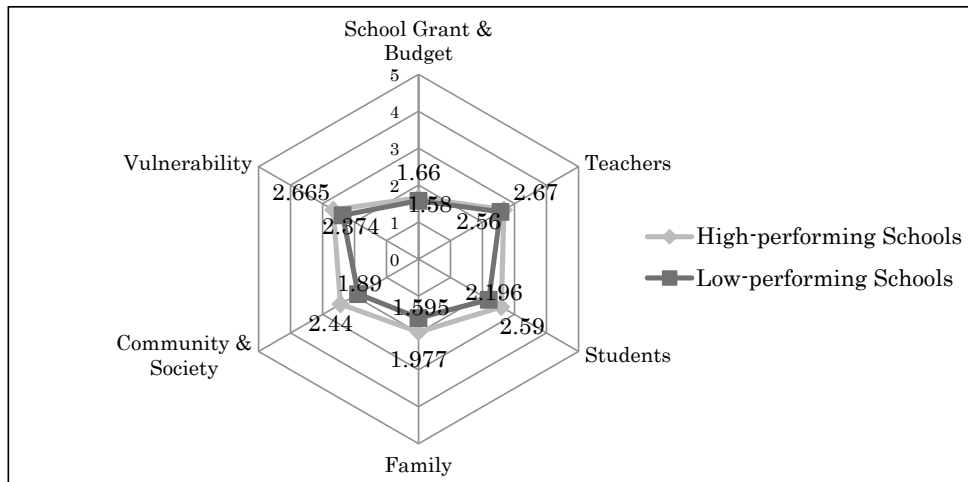 School Grant &
Budget
5
4
3
2
1
0
1.66
1.58
Vulnerability
2.665
2.374
Teachers
2.67
2.56
High-performing Schools
Low-performing Schools
1.89
2.44
1.595
1.977
2.196
2.59
Community &
Society
Students
Family